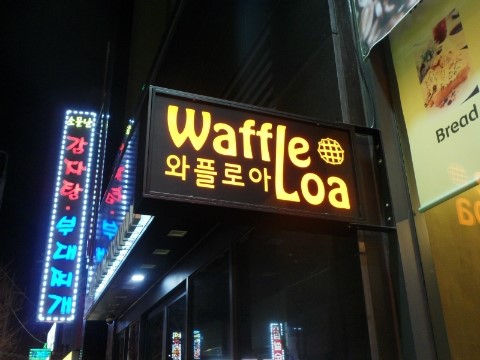 Waffle
와플로아 Loa
소문난
감자탕·부대찌개
Bread